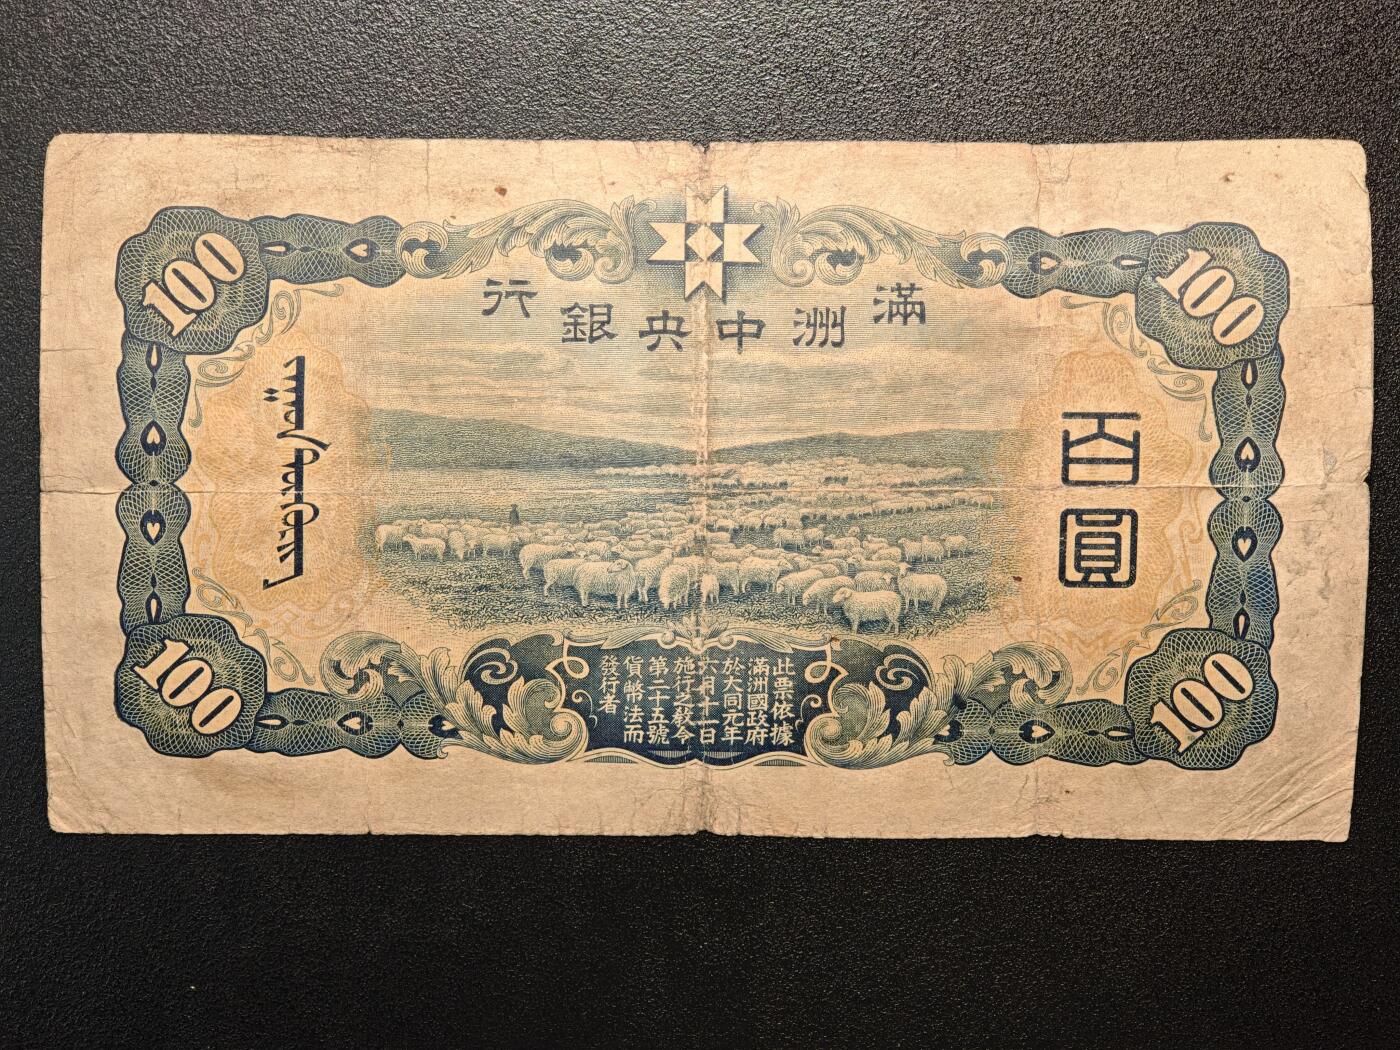 100
100
滿洲中央銀行
百圓
此票依據
滿洲國政府
於大同元年
六月十一日
施行之敎令
第二十五號
貨幣法而
發行者
100
100